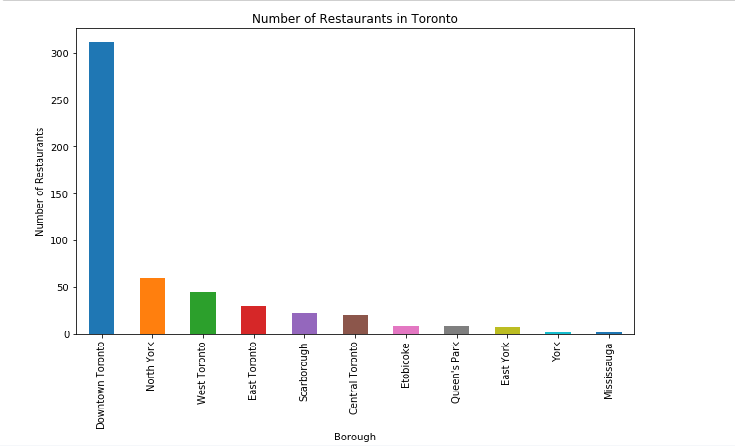 Number of Restaurants in Toronto
Number of Restaurants
300
250
200
150
100
50
0
Downtown Toronto
North York
West Toronto
East Toronto
Scarborough
Central Toronto
Etobicoke
Queen's Park
East York
York
Mississauga
Borough